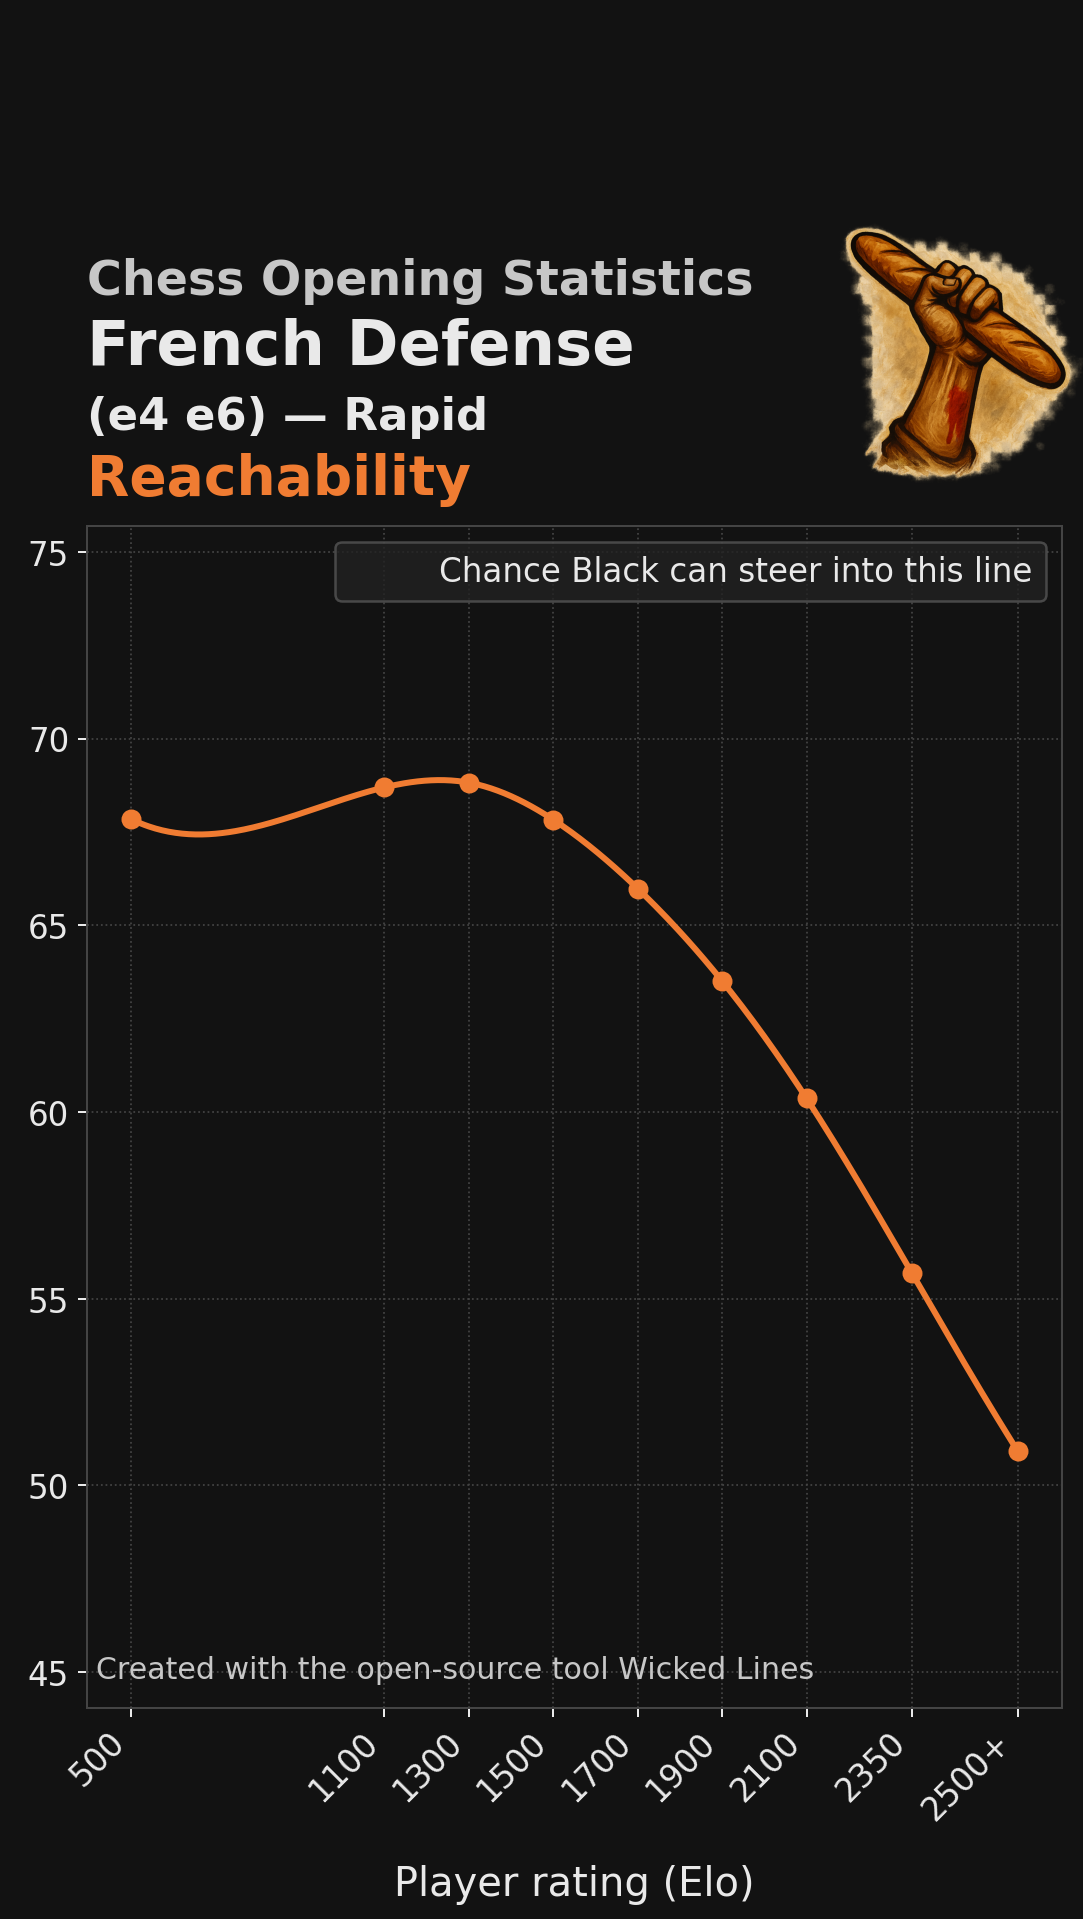 Chess Opening Statistics
French Defense
(e4 e6) — Rapid
Reachability
Chance Black can steer into this line
75
70
65
60
55
50
45
Created with the open-source tool Wicked Lines
500
1100
1300
1500
1700
1900
2100
2350
2500+
Player rating (Elo)